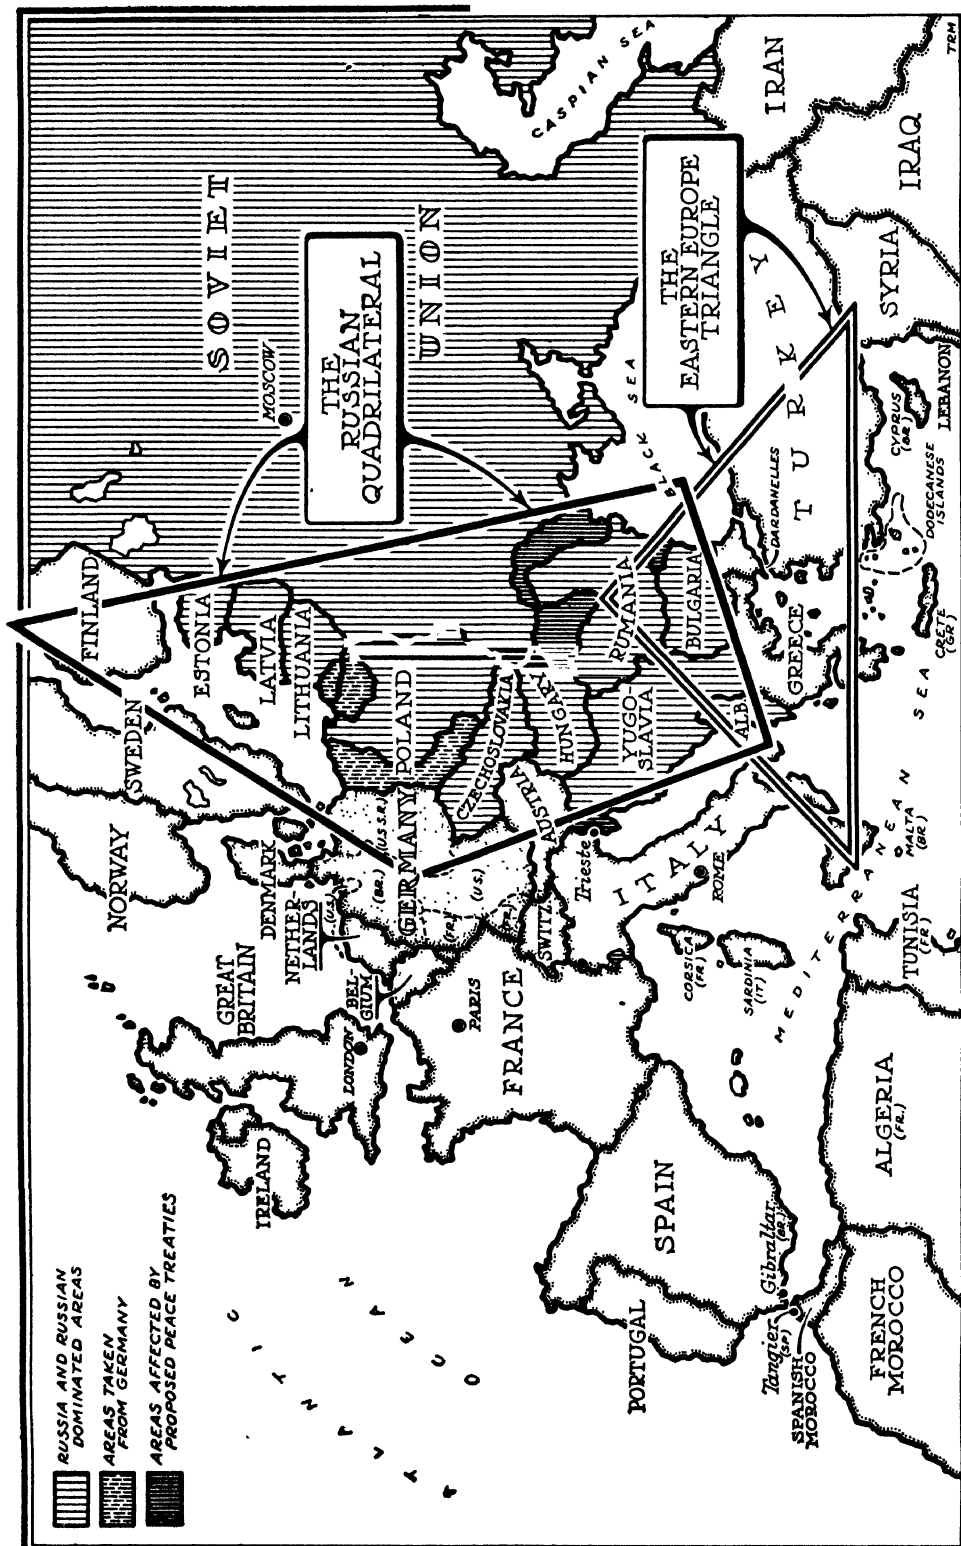 RUSSIA AND RUSSIAN
DOMINATED AREAS
AREAS TAKEN
FROM GERMANY
AREAS AFFECTED BY
PROPOSED PEACE TREATIES
ATLANTIC
OCEAN
IRELAND
GREAT
BRITAIN
LONDON
NORWAY
SWEDEN
FINLAND
DENMARK
NETHER-
LANDS
(U.S.)
BEL-
GIUM
ESTONIA
LATVIA
LITHUANIA
SOVIET
UNION
MOSCOW
THE
RUSSIAN
QUADRILATERAL
GERMANY
(BR.)
(U.S.S.R.)
(FR.)
(U.S.)
(FR.)
POLAND
CZECHOSLOVAKIA
AUSTRIA
HUNGARY
RUMANIA
YUGO-
SLAVIA
BULGARIA
ALB.
PARIS
FRANCE
SWITZ.
Trieste
ITALY
ROME
CORSICA
(FR)
SARDINIA
(IT)
PORTUGAL
SPAIN
Gibraltar
(BR.)
Tangier
(SP.)
SPANISH
MOROCCO
FRENCH
MOROCCO
ALGERIA
(FR.)
TUNISIA
(FR)
MALTA
(BR)
MEDITERRANEAN SEA
GREECE
CRETE
(GR.)
DODECANESE
ISLANDS
DARDANELLES
BLACK SEA
TURKEY
THE
EASTERN EUROPE
TRIANGLE
CYPRUS
(BR.)
LEBANON
SYRIA
IRAQ
IRAN
CASPIAN SEA
TRM